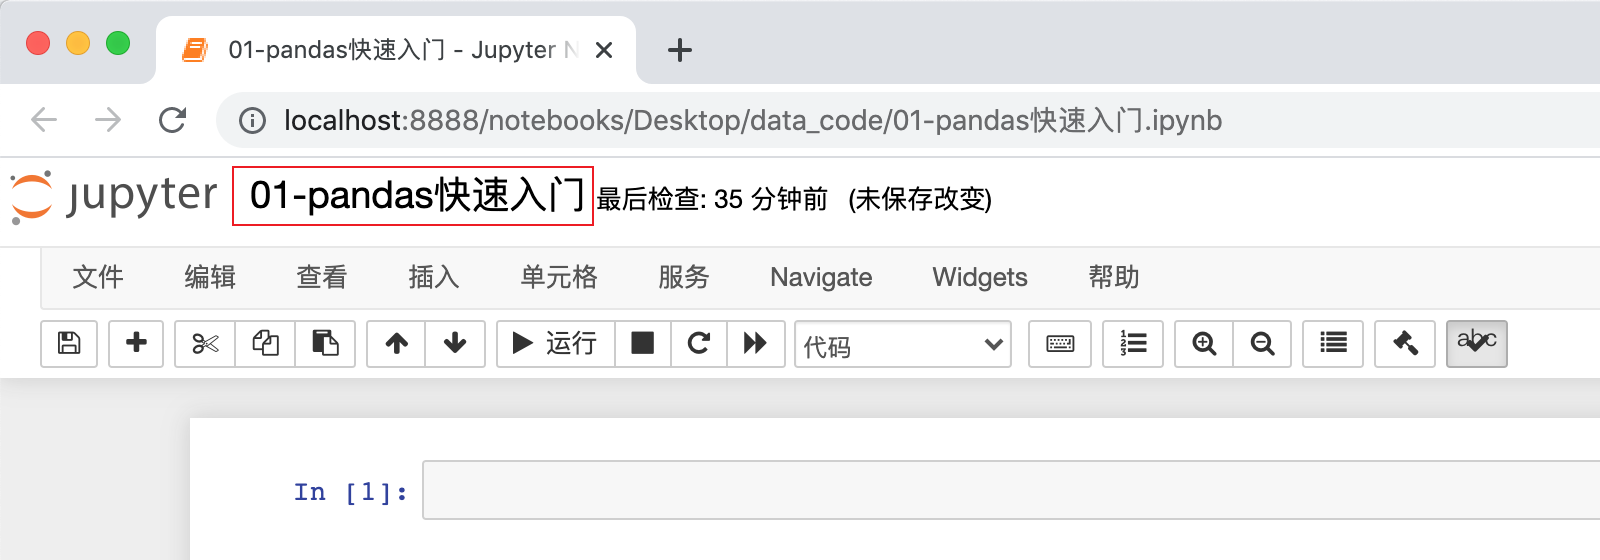 01-pandas快速入门 - Jupyter N
localhost:8888/notebooks/Desktop/data_code/01-pandas快速入门.ipynb
jupyter 01-pandas快速入门 最后检查: 35 分钟前 (未保存改变)
文件 编辑 查看 插入 单元格 服务 Navigate Widgets 帮助
运行 代码 abc
In [1]: